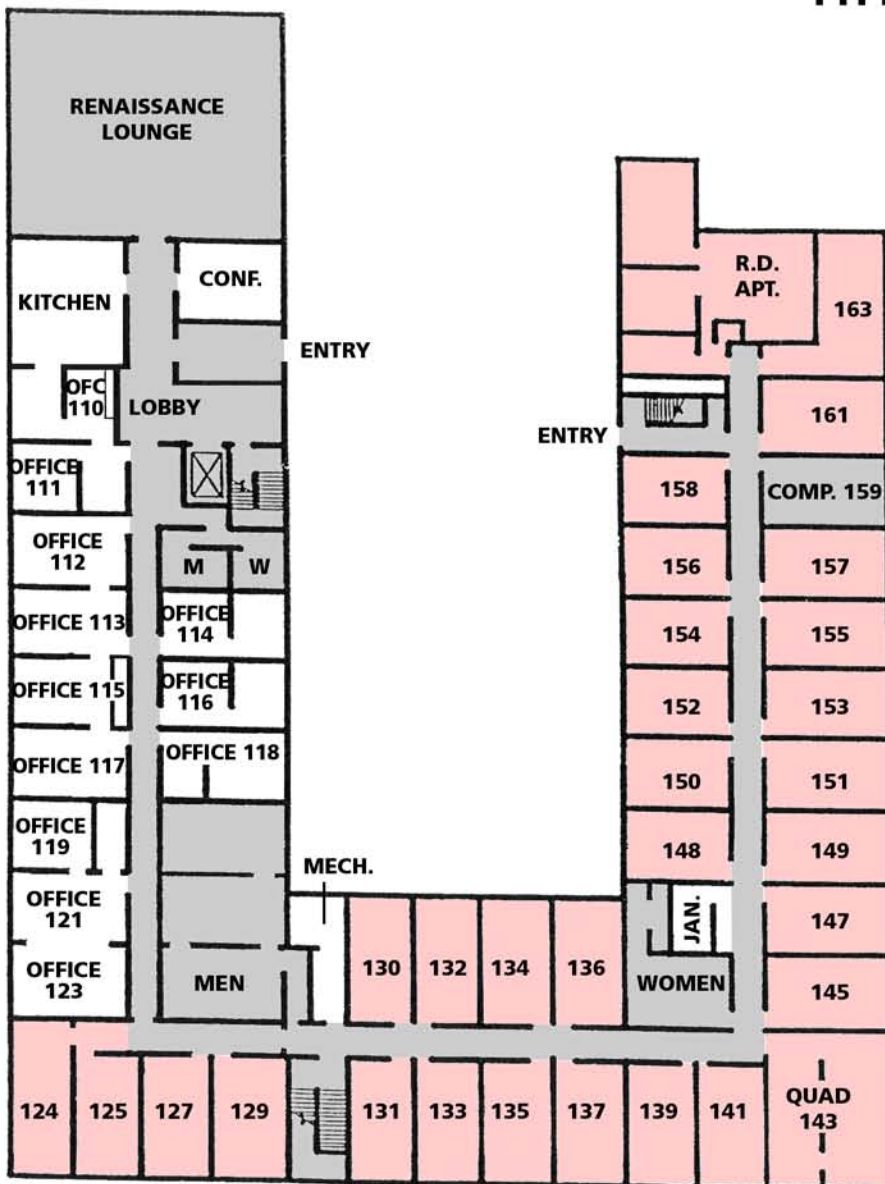 RENAISSANCE
LOUNGE
KITCHEN
CONF.
R.D.
APT.
163
ENTRY
OFC
110
LOBBY
161
ENTRY
OFFICE
111
158
COMP. 159
OFFICE
112
M
W
156
157
OFFICE 113
OFFICE
114
154
155
OFFICE 115
OFFICE
116
152
153
OFFICE 117
OFFICE 118
150
151
OFFICE
119
148
149
MECH.
OFFICE
121
JAN.
147
130
132
134
136
OFFICE
123
MEN
WOMEN
145
124
125
127
129
131
133
135
137
139
141
QUAD
143